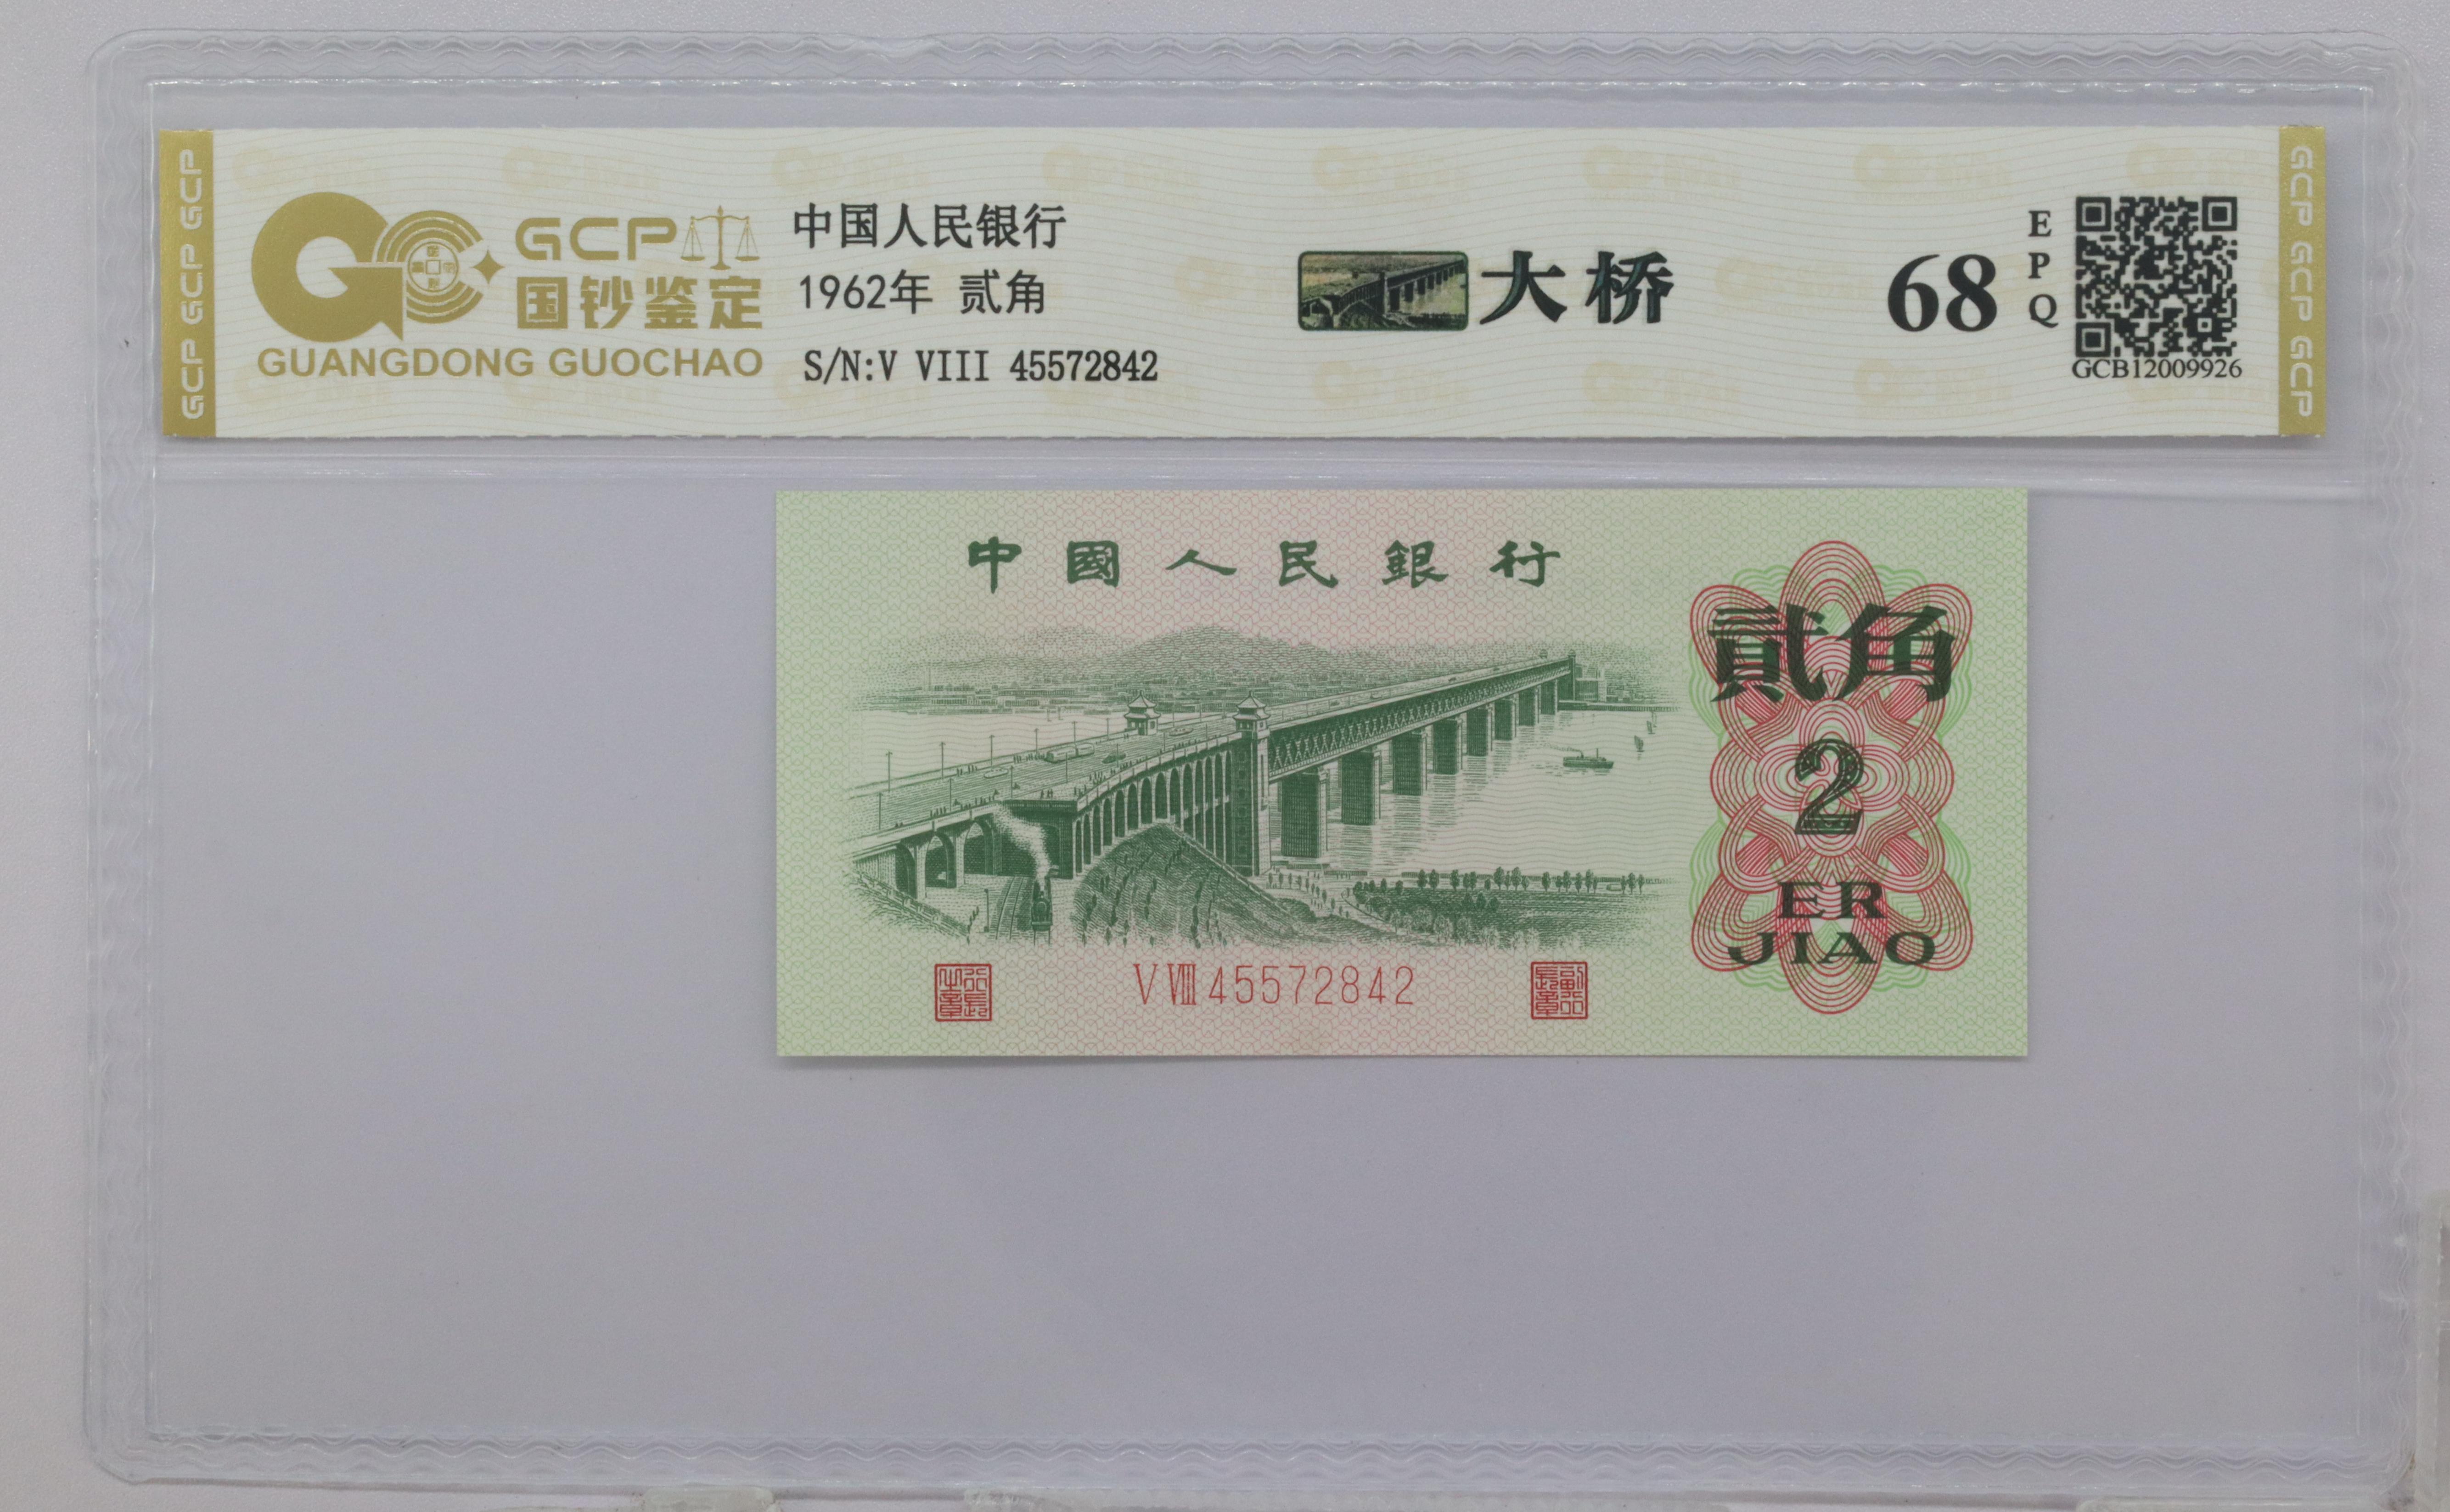 GCP GCP GCP
GCP
国钞鉴定
GUANGDONG GUOCHAO
中国人民银行
1962年 贰角
S/N:V VIII 45572842
大桥
68
EPQ
GCB12009926
GCP GCP GCP
中國人民銀行
貳角
2
ER
JIAO
V VIII 45572842